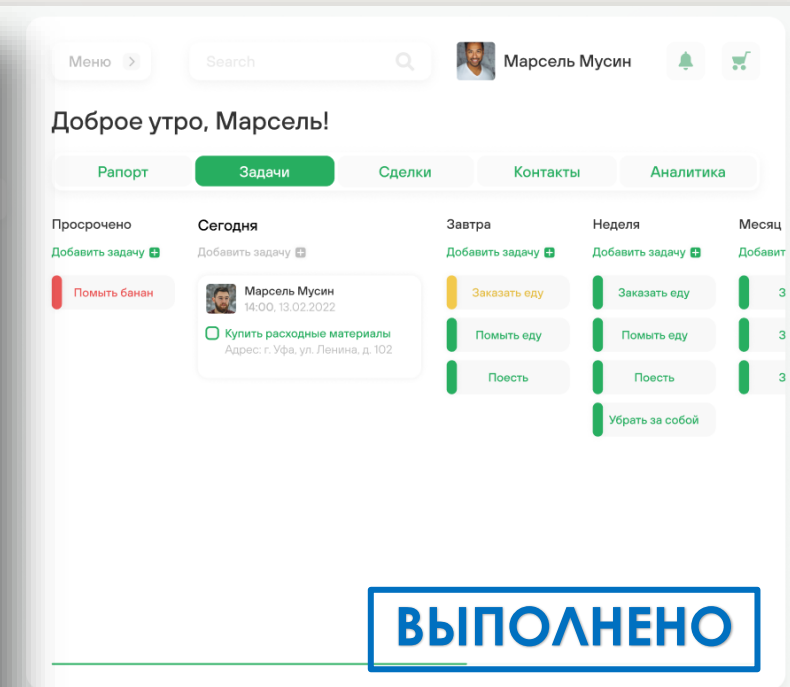 Меню
Search
Марсель Мусин
Доброе утро, Марсель!
Рапорт
Задачи
Сделки
Контакты
Аналитика
Просрочено
Добавить задачу
Помыть банан
Сегодня
Добавить задачу
Марсель Мусин
14:00, 13.02.2022
Купить расходные материалы
Адрес: г. Уфа, ул. Ленина, д. 102
Завтра
Добавить задачу
Заказать еду
Помыть еду
Поесть
Неделя
Добавить задачу
Заказать еду
Помыть еду
Поесть
Убрать за собой
Месяц
Добавит
З
З
З
ВЫПОЛНЕНО